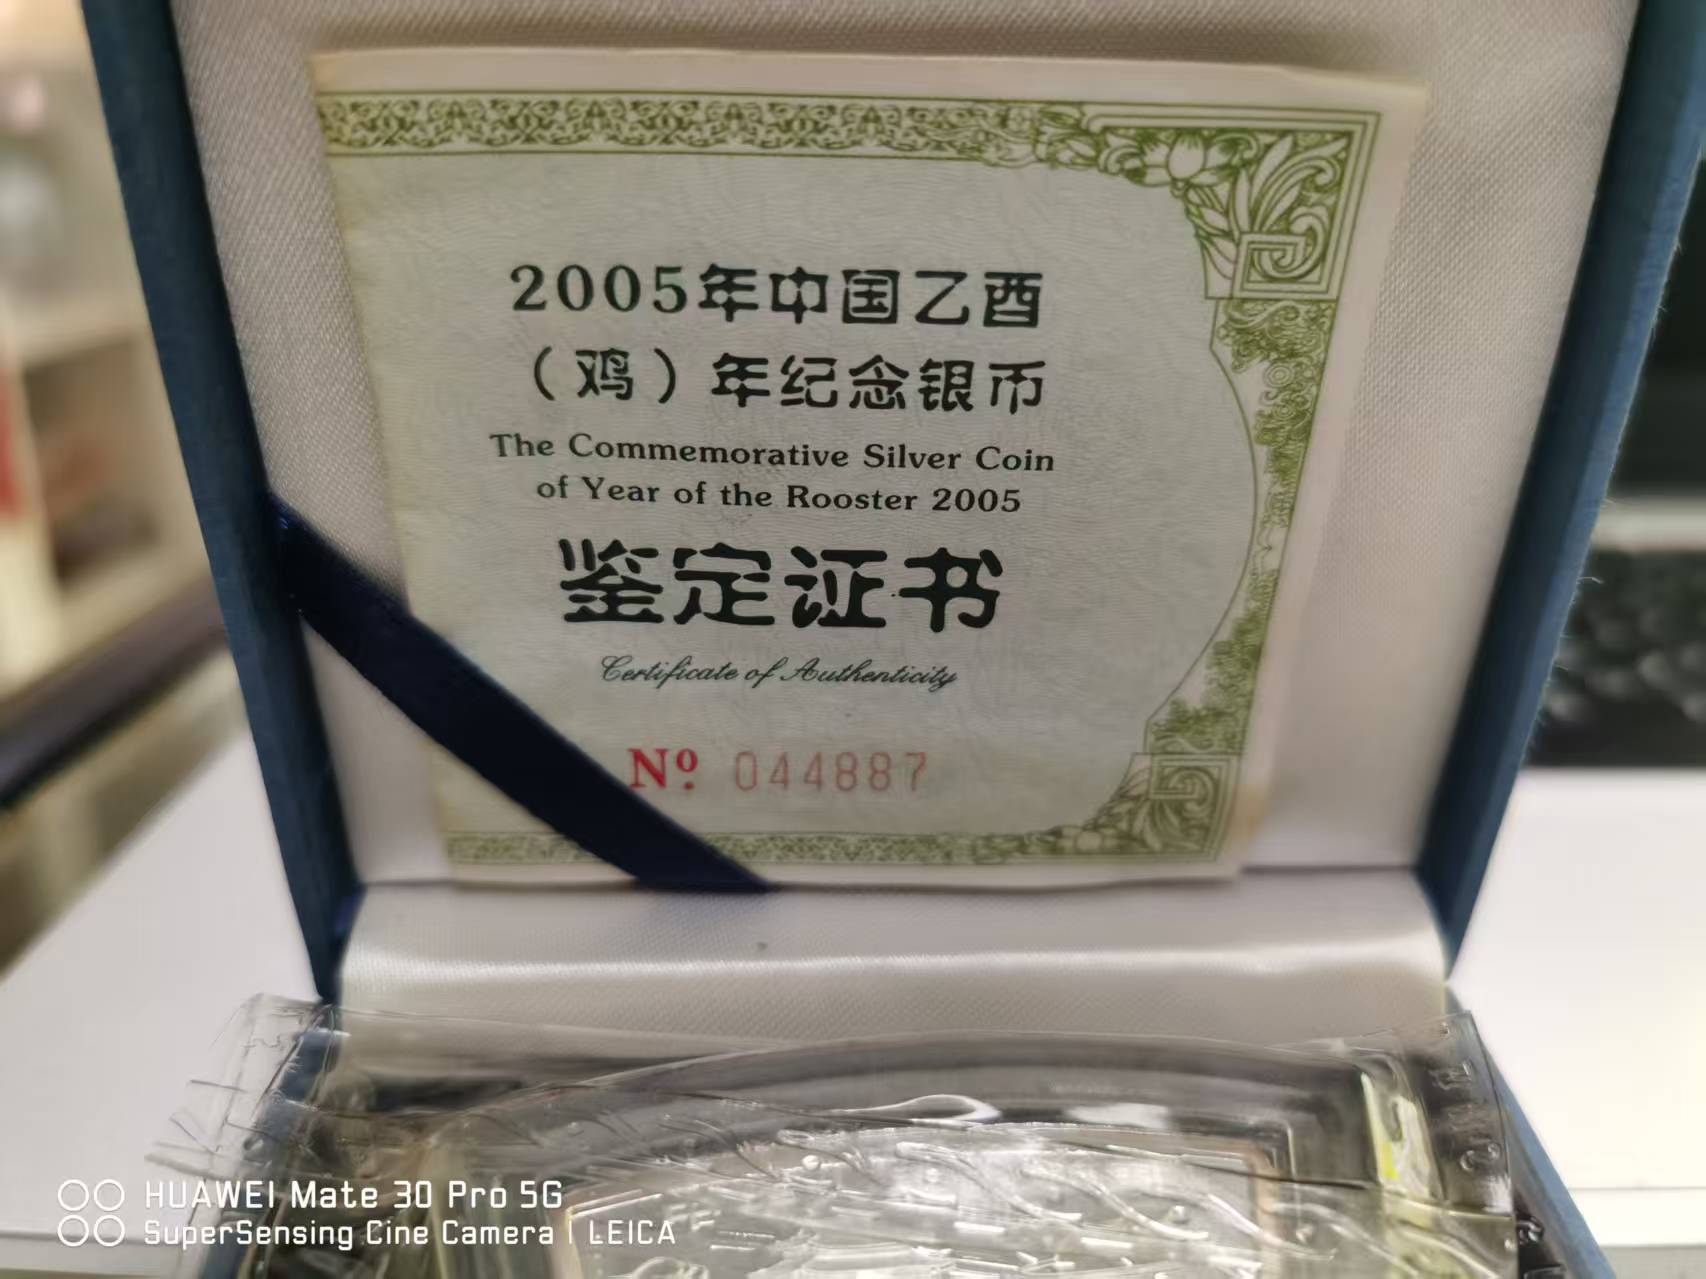 2005年中国乙酉
（鸡）年纪念银币
The Commemorative Silver Coin
of Year of the Rooster 2005
鉴定证书
Certificate of Authenticity
Nº 044887
HUAWEI Mate 30 Pro 5G
SuperSensing Cine Camera | LEICA